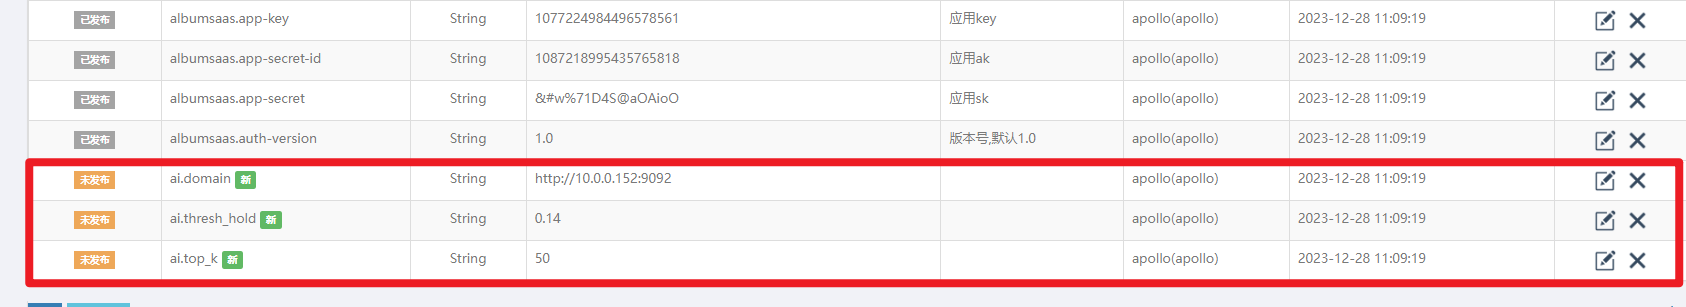 已发布 albumsaas.app-key String 1077224984496578561 应用key apollo(apollo) 2023-12-28 11:09:19
已发布 albumsaas.app-secret-id String 1087218995435765818 应用ak apollo(apollo) 2023-12-28 11:09:19
已发布 albumsaas.app-secret String &#w%71D4S@aOAioO 应用sk apollo(apollo) 2023-12-28 11:09:19
已发布 albumsaas.auth-version String 1.0 版本号,默认1.0 apollo(apollo) 2023-12-28 11:09:19
未发布 ai.domain 新 String http://10.0.0.152:9092 apollo(apollo) 2023-12-28 11:09:19
未发布 ai.thresh_hold 新 String 0.14 apollo(apollo) 2023-12-28 11:09:19
未发布 ai.top_k 新 String 50 apollo(apollo) 2023-12-28 11:09:19